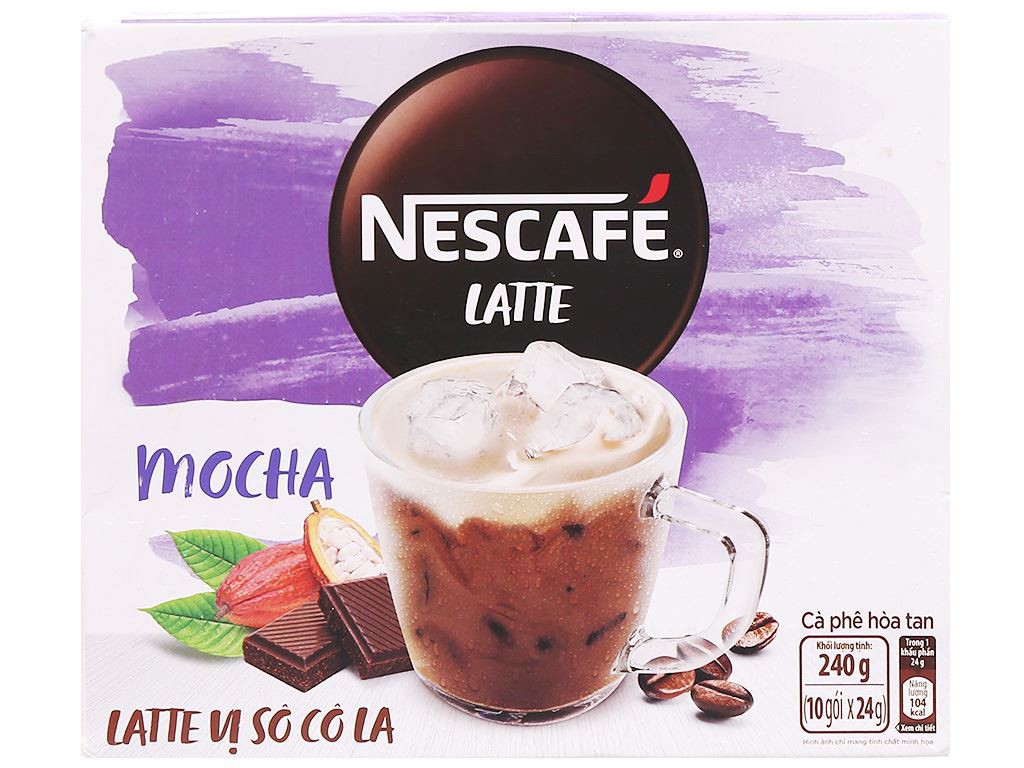 NESCAFÉ®
LATTE
MOCHA
LATTE VỊ SÔ CÔ LA
Cà phê hòa tan
Khối lượng tịnh:
240 g
(10 gói x 24g)
Trong 1
khẩu phần
24 g
Năng
lượng
104
kcal
Xem chi tiết
Hình ảnh chỉ mang tính chất minh họa